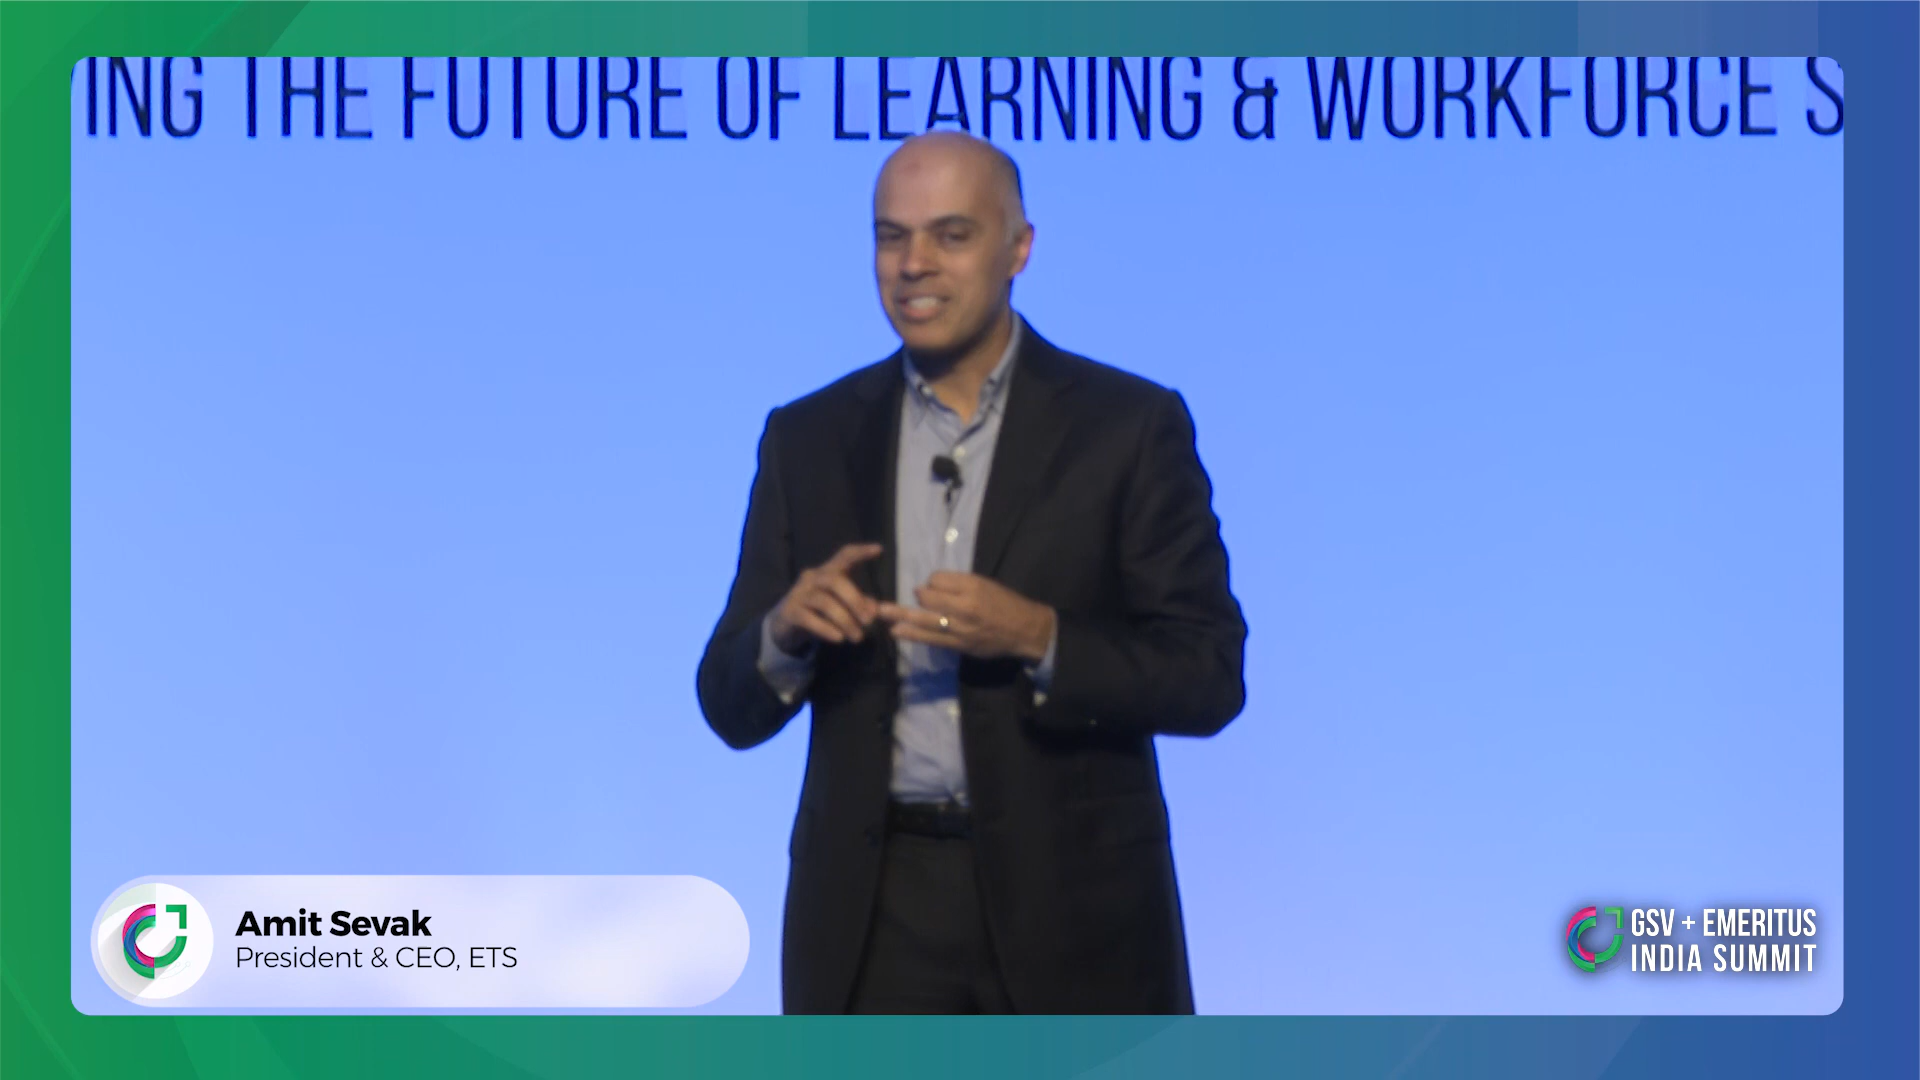 ING THE FUTURE OF LEARNING & WORKFORCE S
Amit Sevak
President & CEO, ETS
GSV + EMERITUS
INDIA SUMMIT